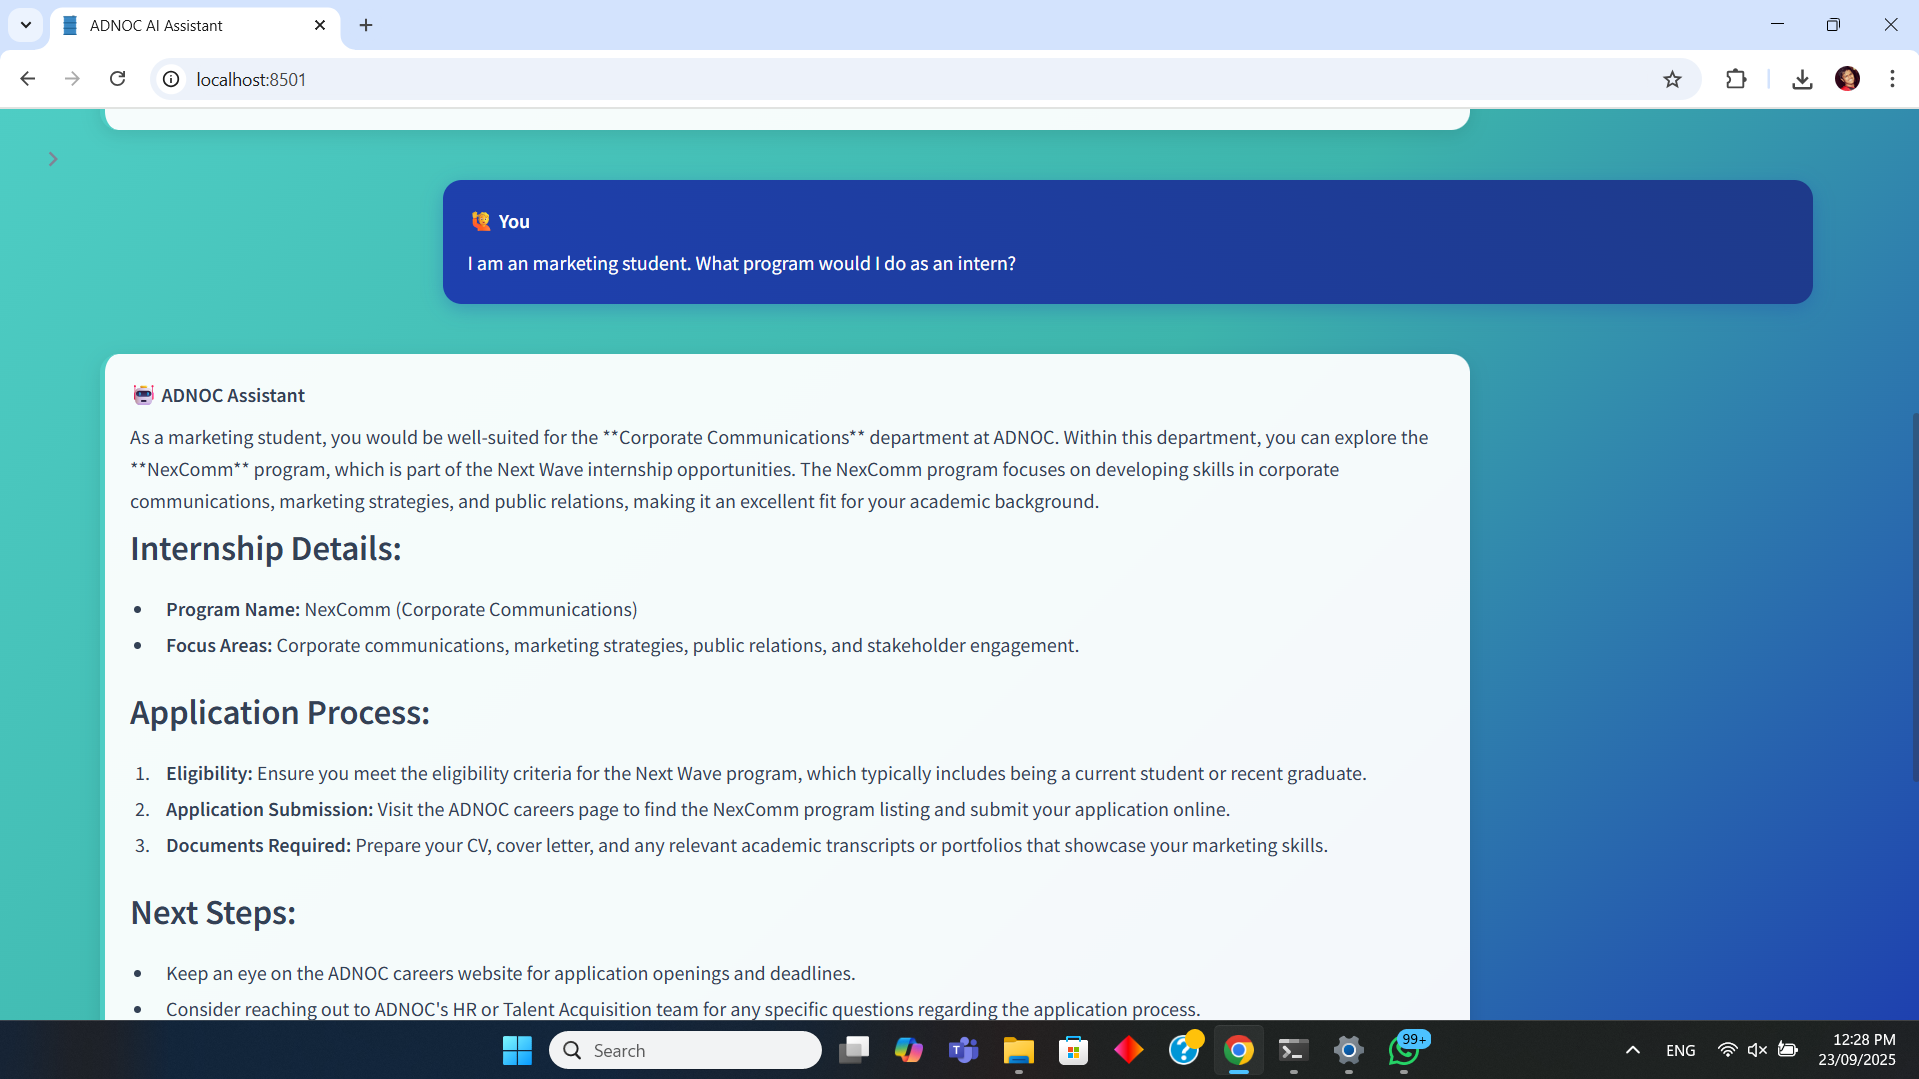 ADNOC AI Assistant
localhost:8501
You
I am an marketing student. What program would I do as an intern?
ADNOC Assistant
As a marketing student, you would be well-suited for the **Corporate Communications** department at ADNOC. Within this department, you can explore the
**NexComm** program, which is part of the Next Wave internship opportunities. The NexComm program focuses on developing skills in corporate
communications, marketing strategies, and public relations, making it an excellent fit for your academic background.
Internship Details:
• Program Name: NexComm (Corporate Communications)
• Focus Areas: Corporate communications, marketing strategies, public relations, and stakeholder engagement.
Application Process:
1. Eligibility: Ensure you meet the eligibility criteria for the Next Wave program, which typically includes being a current student or recent graduate.
2. Application Submission: Visit the ADNOC careers page to find the NexComm program listing and submit your application online.
3. Documents Required: Prepare your CV, cover letter, and any relevant academic transcripts or portfolios that showcase your marketing skills.
Next Steps:
• Keep an eye on the ADNOC careers website for application openings and deadlines.
• Consider reaching out to ADNOC's HR or Talent Acquisition team for any specific questions regarding the application process.
Search
99+
ENG
12:28 PM
23/09/2025